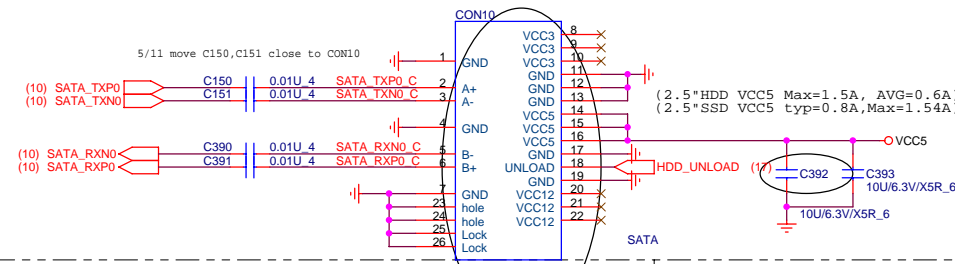 CON10
5/11 move C150,C151 close to CON10
1 GND
(10) SATA_TXP0 C150 0.01U_4 SATA_TXP0_C 2 A+
(10) SATA_TXN0 C151 0.01U_4 SATA_TXN0_C 3 A-
4 GND
(10) SATA_RXN0 C390 0.01U_4 SATA_RXN0_C 5 B-
(10) SATA_RXP0 C391 0.01U_4 SATA_RXP0_C 6 B+
7 GND
23 hole
24 hole
25 Lock
26 Lock
VCC3 8
VCC3 9
VCC3 10
GND 11
GND 12
GND 13
VCC5 14
VCC5 15
VCC5 16
GND 17
UNLOAD 18 HDD_UNLOAD (17)
GND 19
VCC12 20
VCC12 21
VCC12 22
SATA
(2.5"HDD VCC5 Max=1.5A, AVG=0.6A)
(2.5"SSD VCC5 typ=0.8A,Max=1.54A)
VCC5
C392
C393
10U/6.3V/X5R_6
10U/6.3V/X5R_6